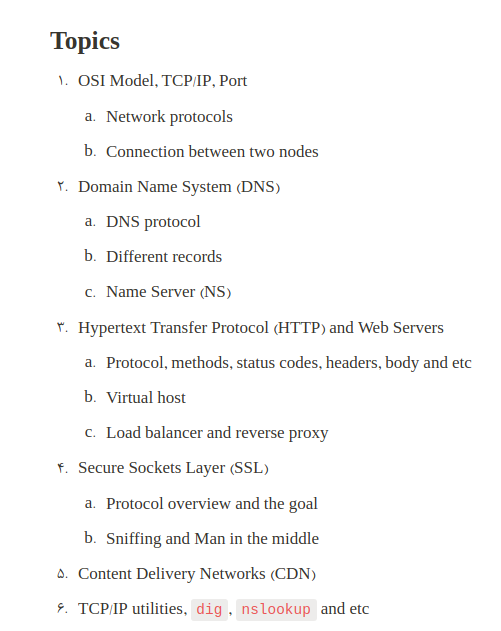 Topics
۱. OSI Model, TCP/IP, Port
a. Network protocols
b. Connection between two nodes
۲. Domain Name System (DNS)
a. DNS protocol
b. Different records
c. Name Server (NS)
۳. Hypertext Transfer Protocol (HTTP) and Web Servers
a. Protocol, methods, status codes, headers, body and etc
b. Virtual host
c. Load balancer and reverse proxy
۴. Secure Sockets Layer (SSL)
a. Protocol overview and the goal
b. Sniffing and Man in the middle
۵. Content Delivery Networks (CDN)
۶. TCP/IP utilities, dig, nslookup and etc